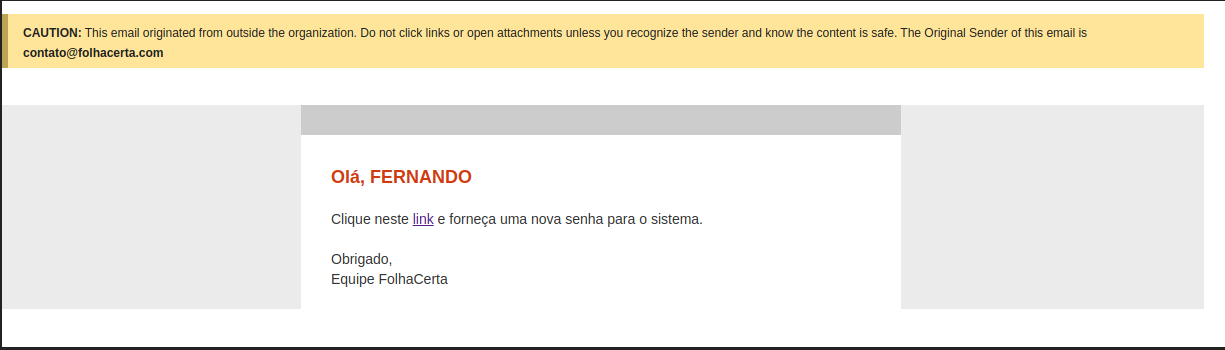 CAUTION: This email originated from outside the organization. Do not click links or open attachments unless you recognize the sender and know the content is safe. The Original Sender of this email is
contato@folhacerta.com
Olá, FERNANDO
Clique neste link e forneça uma nova senha para o sistema.
Obrigado,
Equipe FolhaCerta